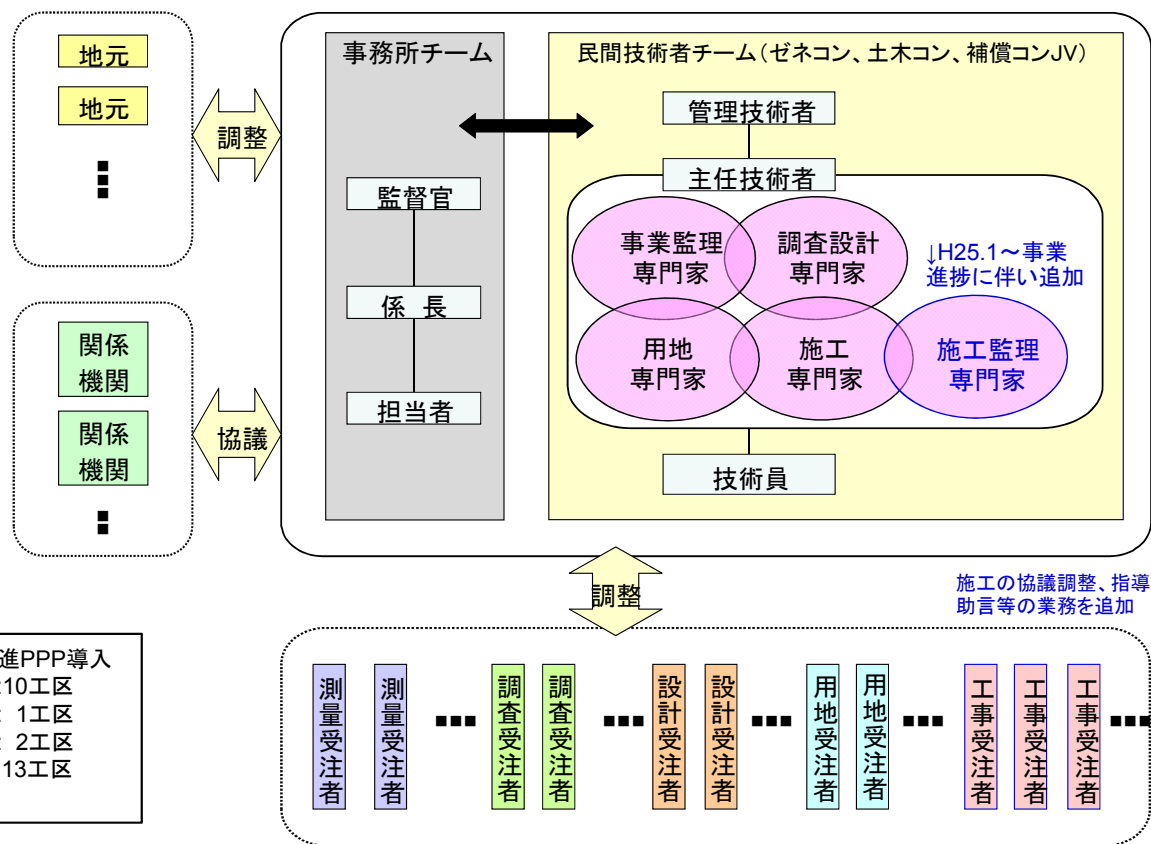 地元
地元
調整
関係
機関
関係
機関
協議
事務所チーム
監督官
係 長
担当者
民間技術者チーム(ゼネコン、土木コン、補償コンJV)
管理技術者
主任技術者
事業監理
専門家
調査設計
専門家
↓H25.1～事業
進捗に伴い追加
用地
専門家
施工
専門家
施工監理
専門家
技術員
調整
施工の協議調整、指導
助言等の業務を追加
進PPP導入
:10工区
: 1工区
: 2工区
13工区
測量受注者
測量受注者
調査受注者
調査受注者
設計受注者
設計受注者
用地受注者
用地受注者
工事受注者
工事受注者
工事受注者